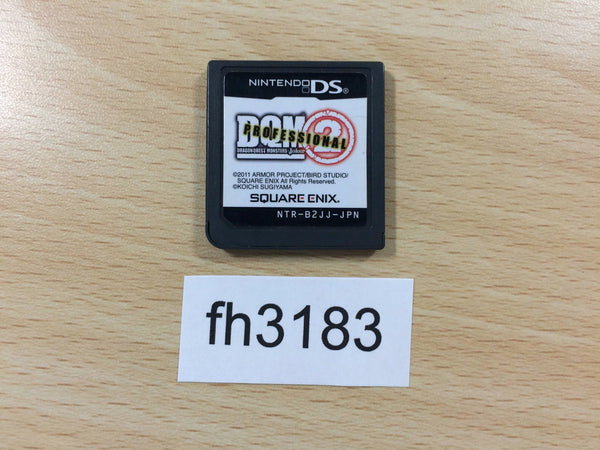 NINTENDO DS
DQM 2
PROFESSIONAL
DRAGON QUEST MONSTERS Joker
©2011 ARMOR PROJECT/BIRD STUDIO/
SQUARE ENIX All Rights Reserved.
©KOICHI SUGIYAMA
SQUARE ENIX.
NTR-B2JJ-JPN
fh3183